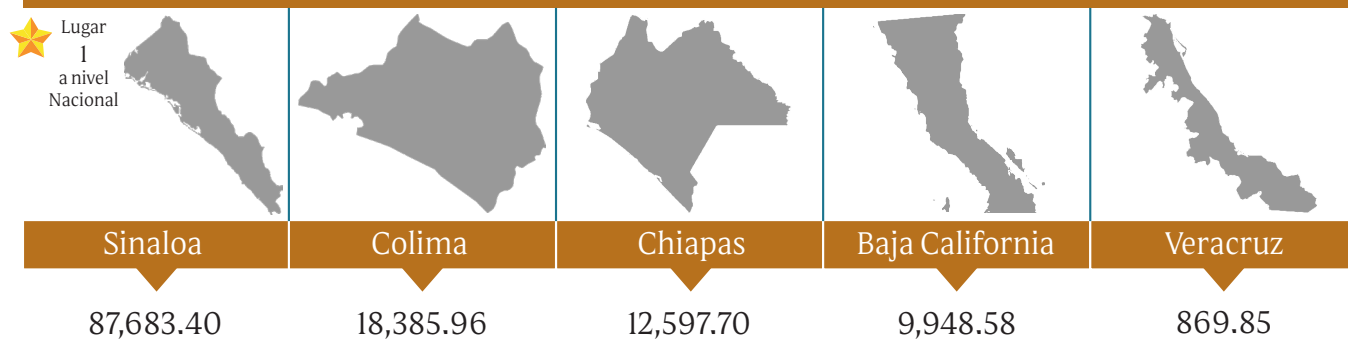 Lugar
1
a nivel
Nacional
Sinaloa
Colima
Chiapas
Baja California
Veracruz
87,683.40
18,385.96
12,597.70
9,948.58
869.85